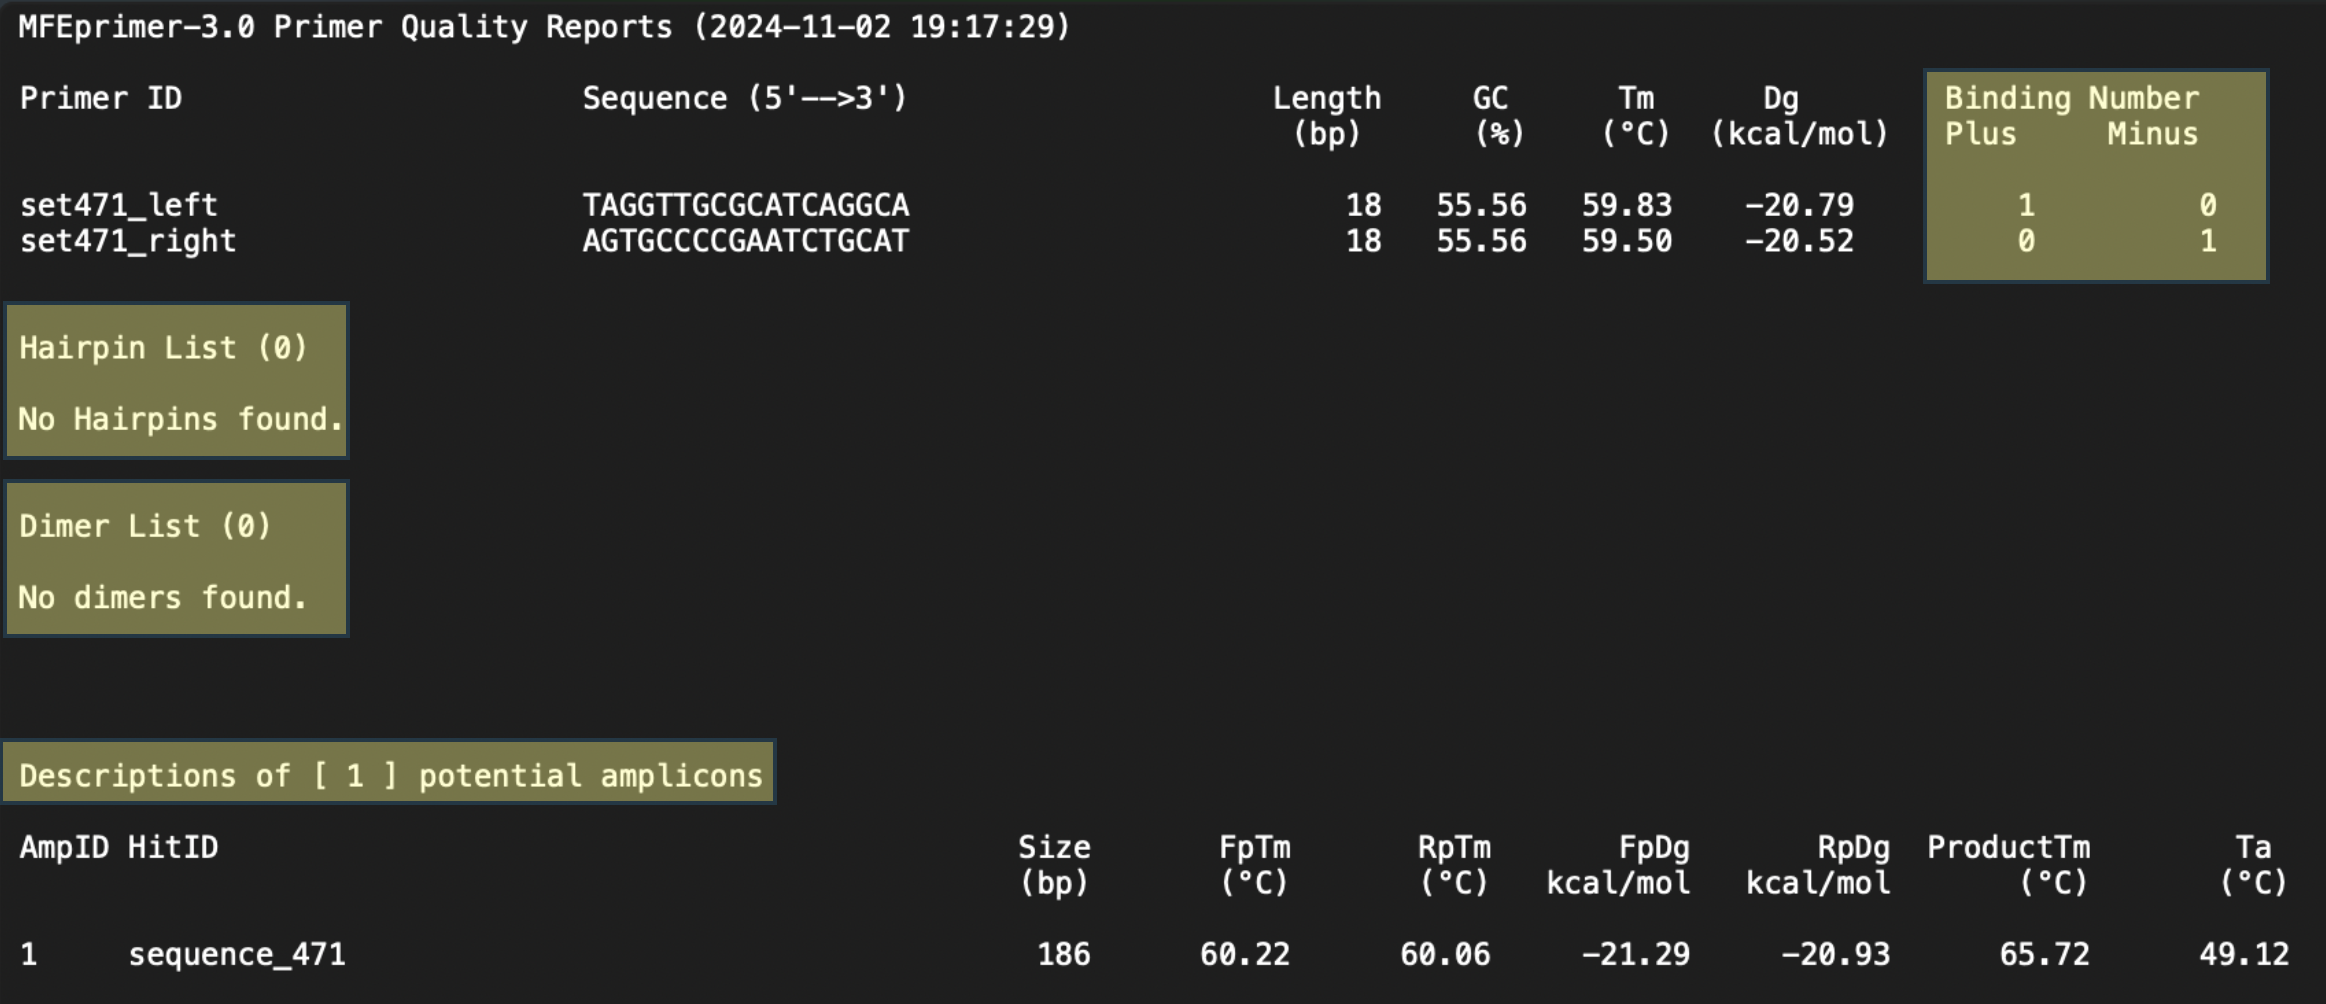 MFEprimer-3.0 Primer Quality Reports (2024-11-02 19:17:29)
Primer ID Sequence (5'-->3') Length GC Tm Dg Binding Number
(bp) (%) (°C) (kcal/mol) Plus Minus
set471_left TAGGTTGCGCATCAGGCA 18 55.56 59.83 -20.79 1 0
set471_right AGTGCCCCGAATCTGCAT 18 55.56 59.50 -20.52 0 1
Hairpin List (0)
No Hairpins found.
Dimer List (0)
No dimers found.
Descriptions of [ 1 ] potential amplicons
AmpID HitID Size FpTm RpTm FpDg RpDg ProductTm Ta
(bp) (°C) (°C) kcal/mol kcal/mol (°C) (°C)
1 sequence_471 186 60.22 60.06 -21.29 -20.93 65.72 49.12